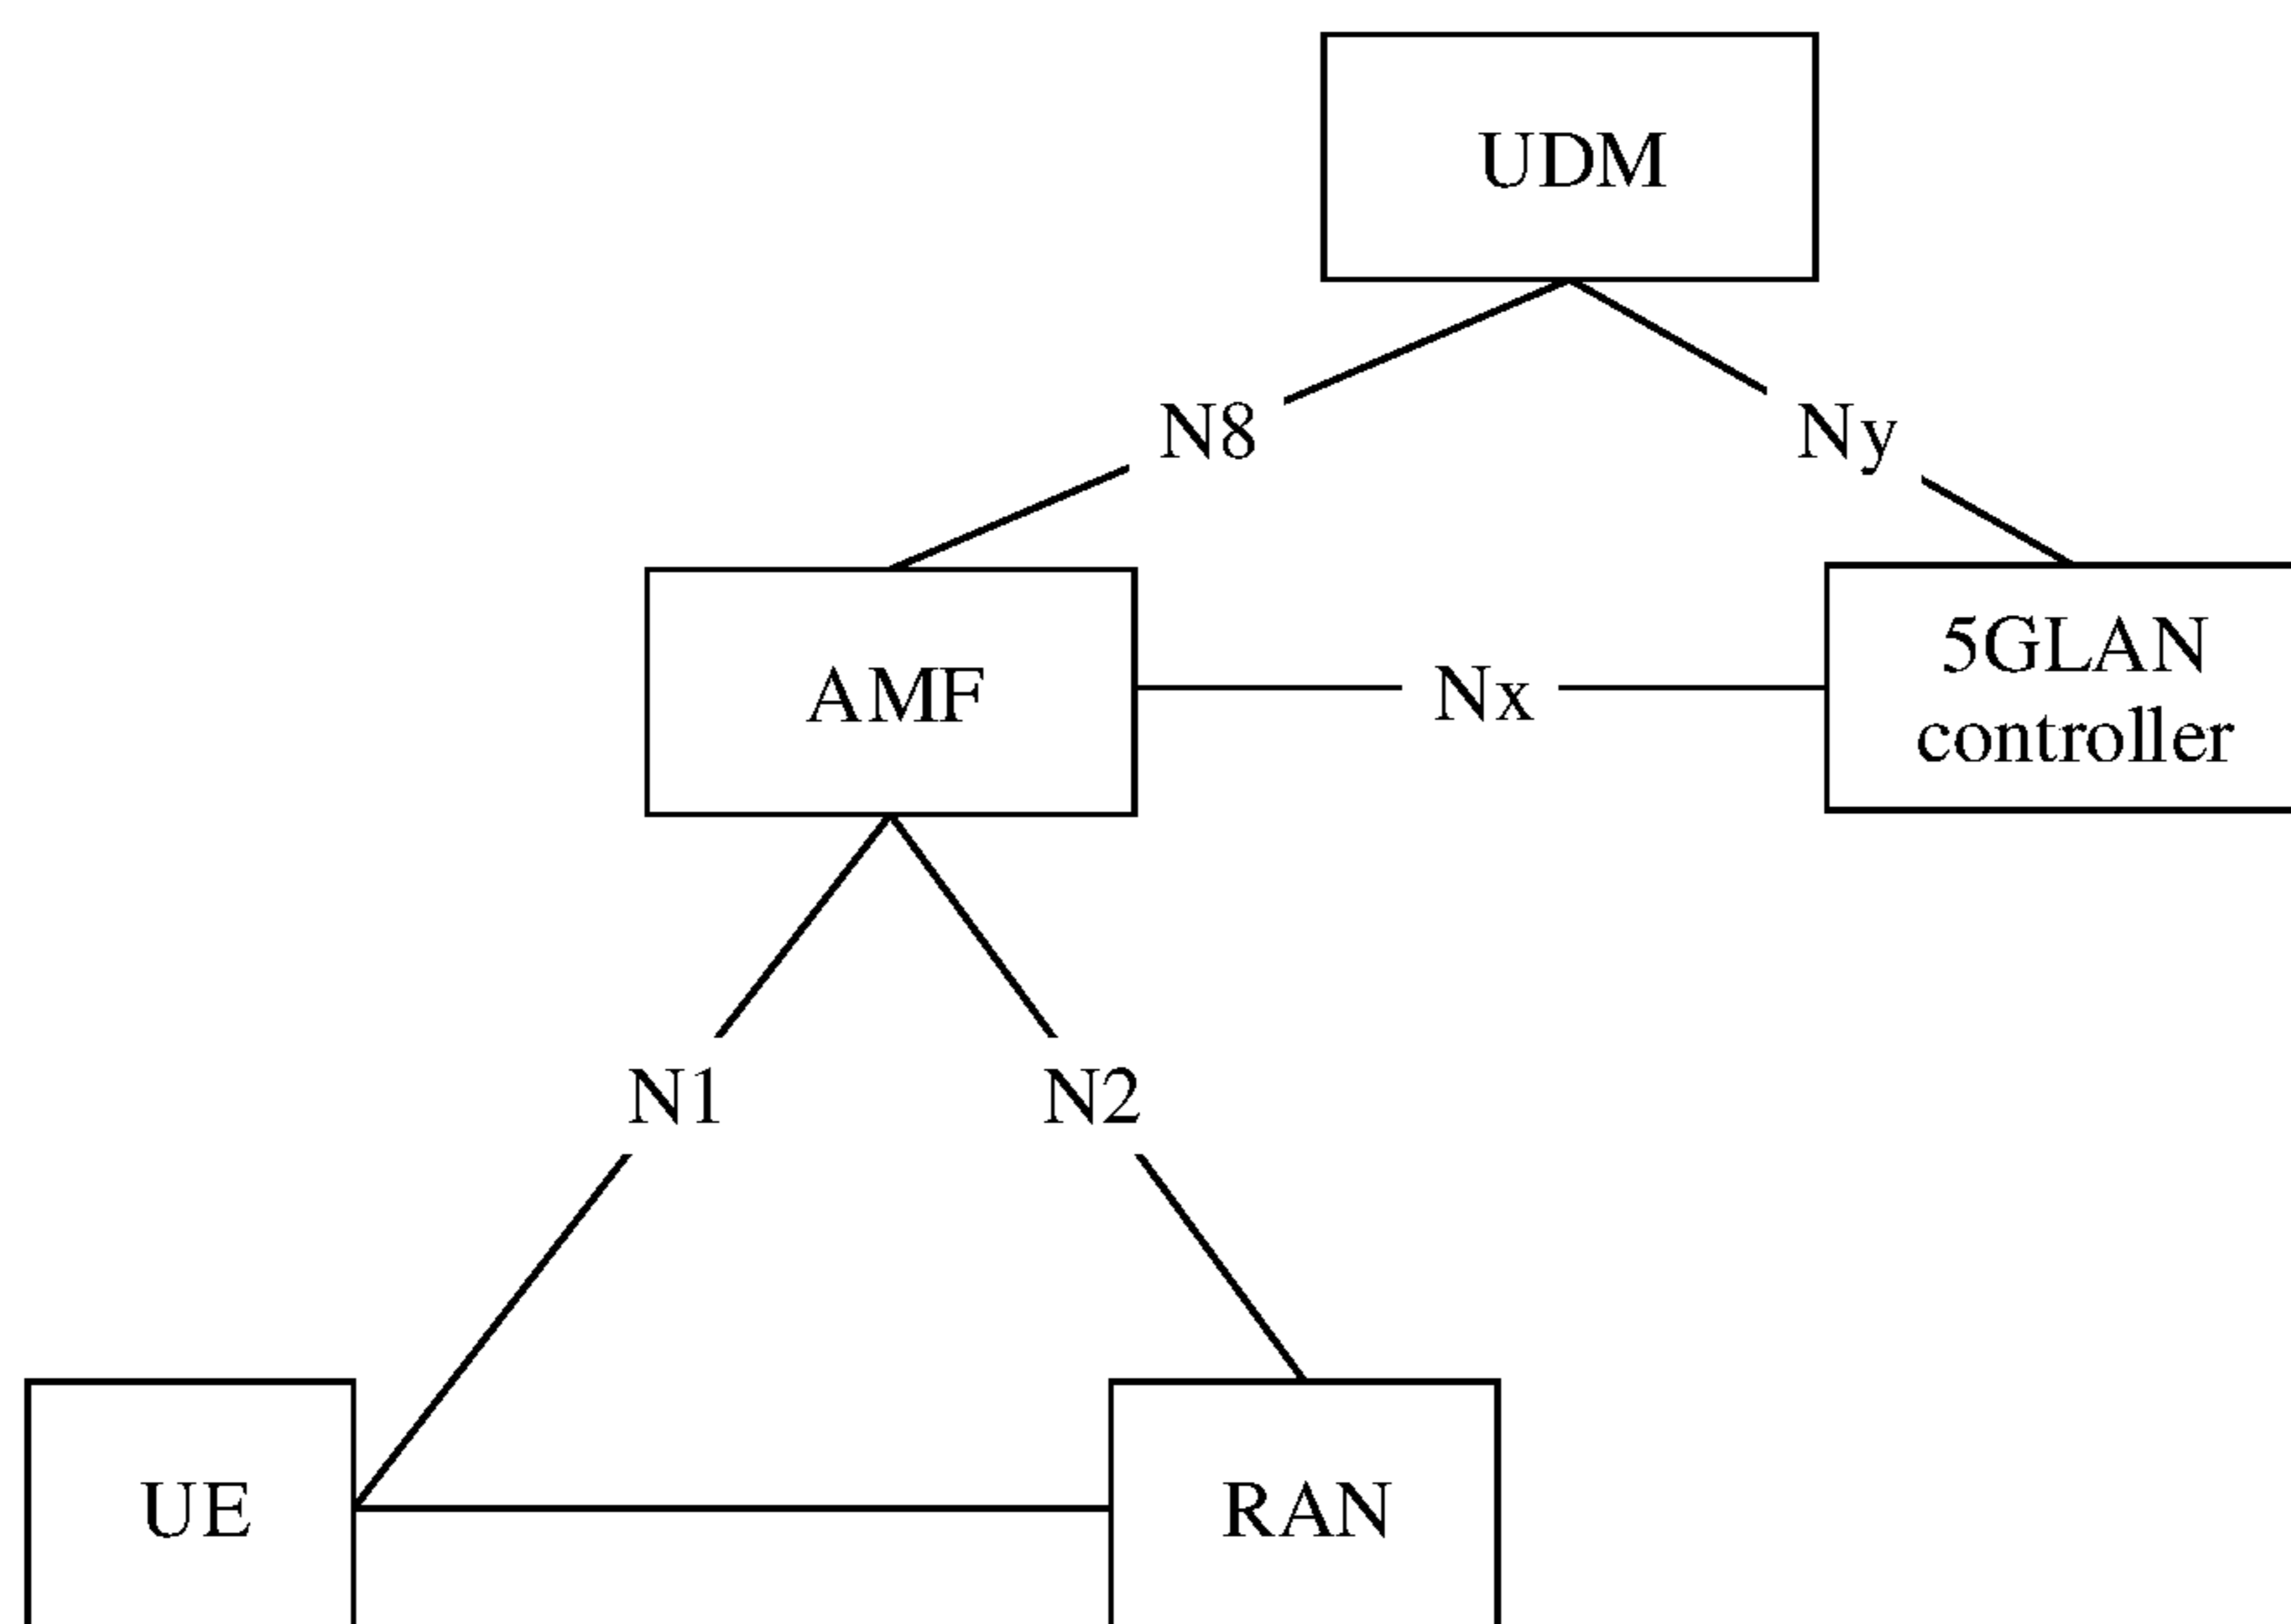 UDM
N8
Ny
AMF
Nx
5GLAN
controller
N1
N2
UE
RAN